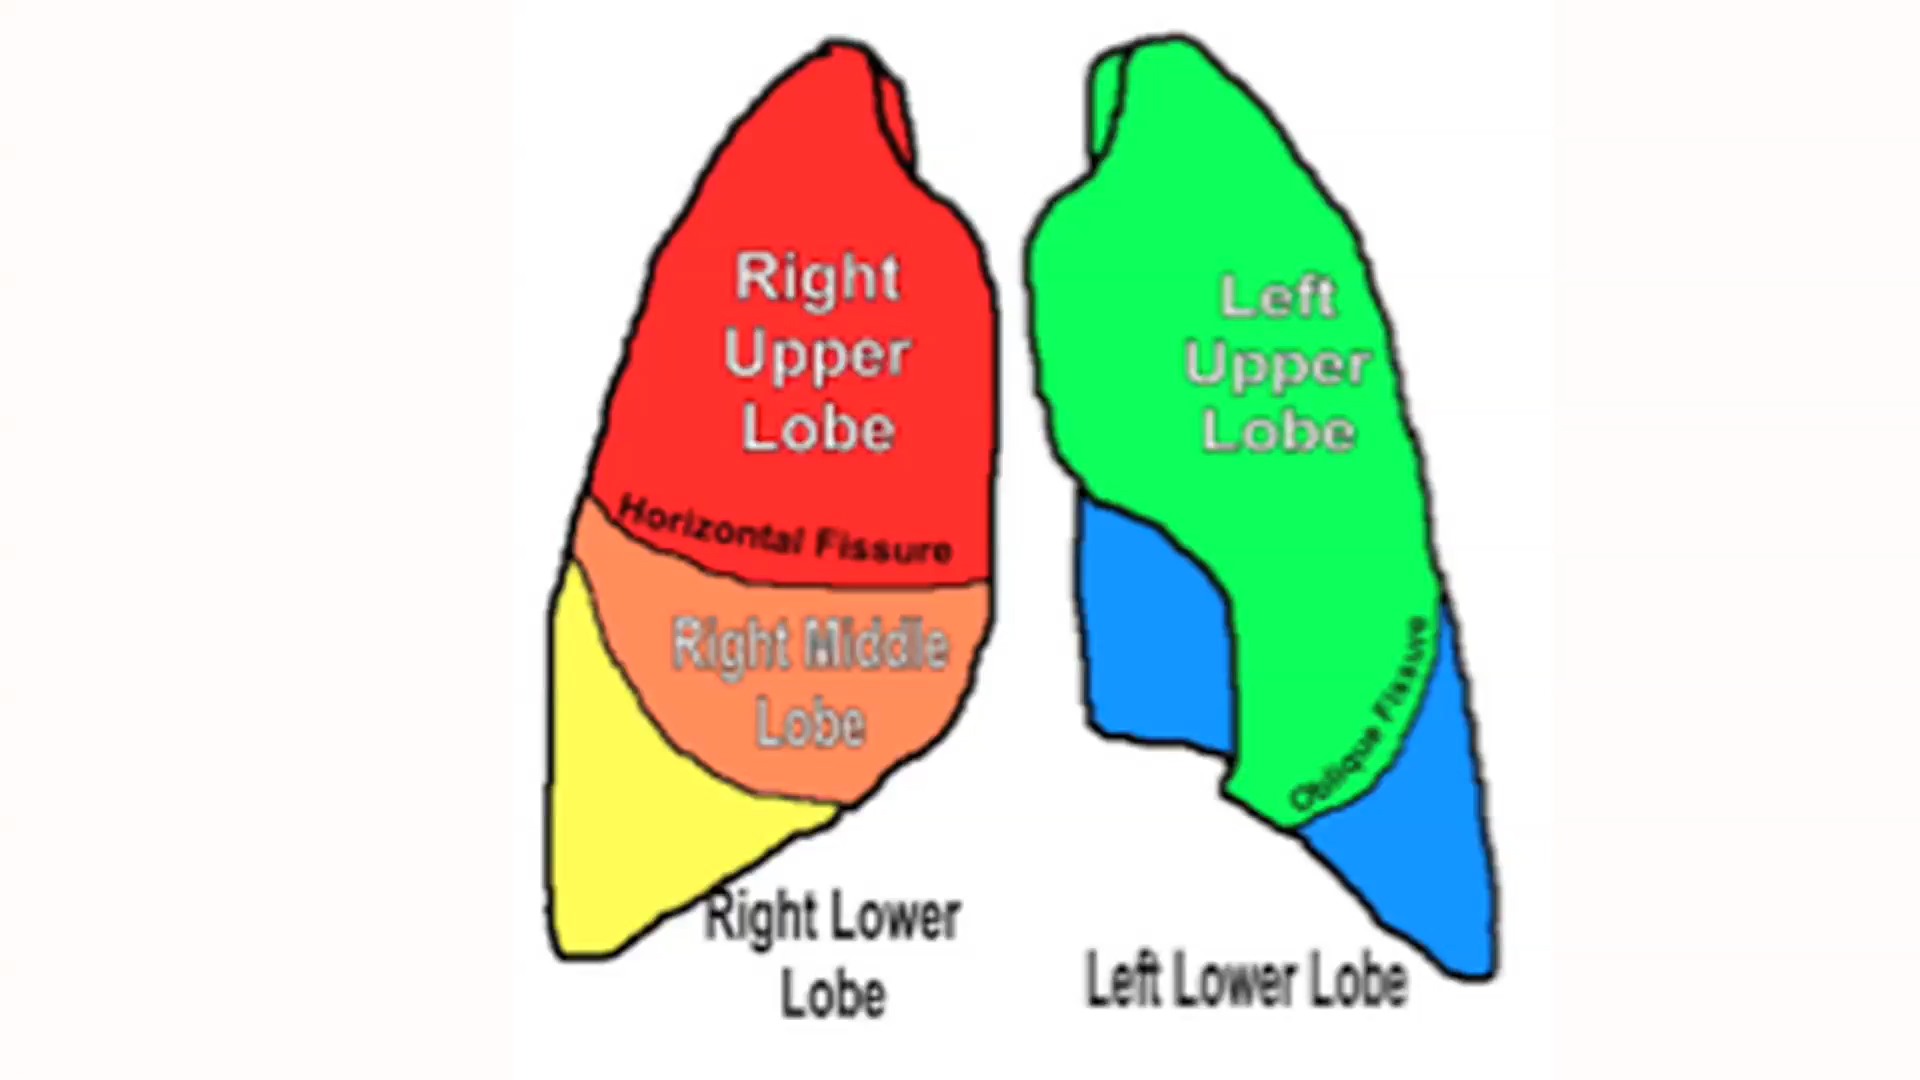 Right
Upper
Lobe
Horizontal Fissure
Right Middle
Lobe
Right Lower
Lobe
Left
Upper
Lobe
Oblique Fissure
Left Lower Lobe